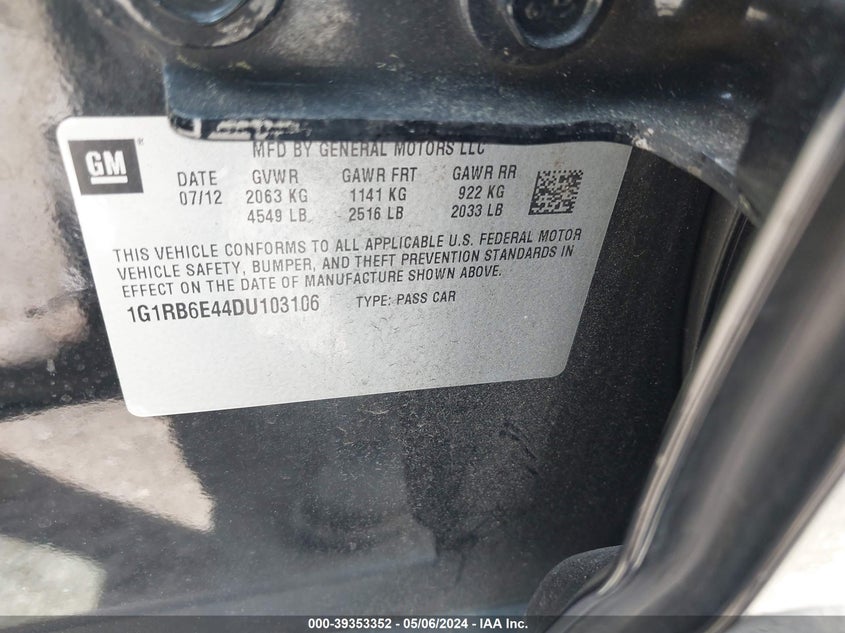 MFD BY GENERAL MOTORS LLC
GM ®
DATE GVWR GAWR FRT GAWR RR
07/12 2063 KG 1141 KG 922 KG
4549 LB 2516 LB 2033 LB
THIS VEHICLE CONFORMS TO ALL APPLICABLE U.S. FEDERAL MOTOR
VEHICLE SAFETY, BUMPER, AND THEFT PREVENTION STANDARDS IN
EFFECT ON THE DATE OF MANUFACTURE SHOWN ABOVE.
1G1RB6E44DU103106 TYPE: PASS CAR
000-39353352 - 05/06/2024 - IAA Inc.